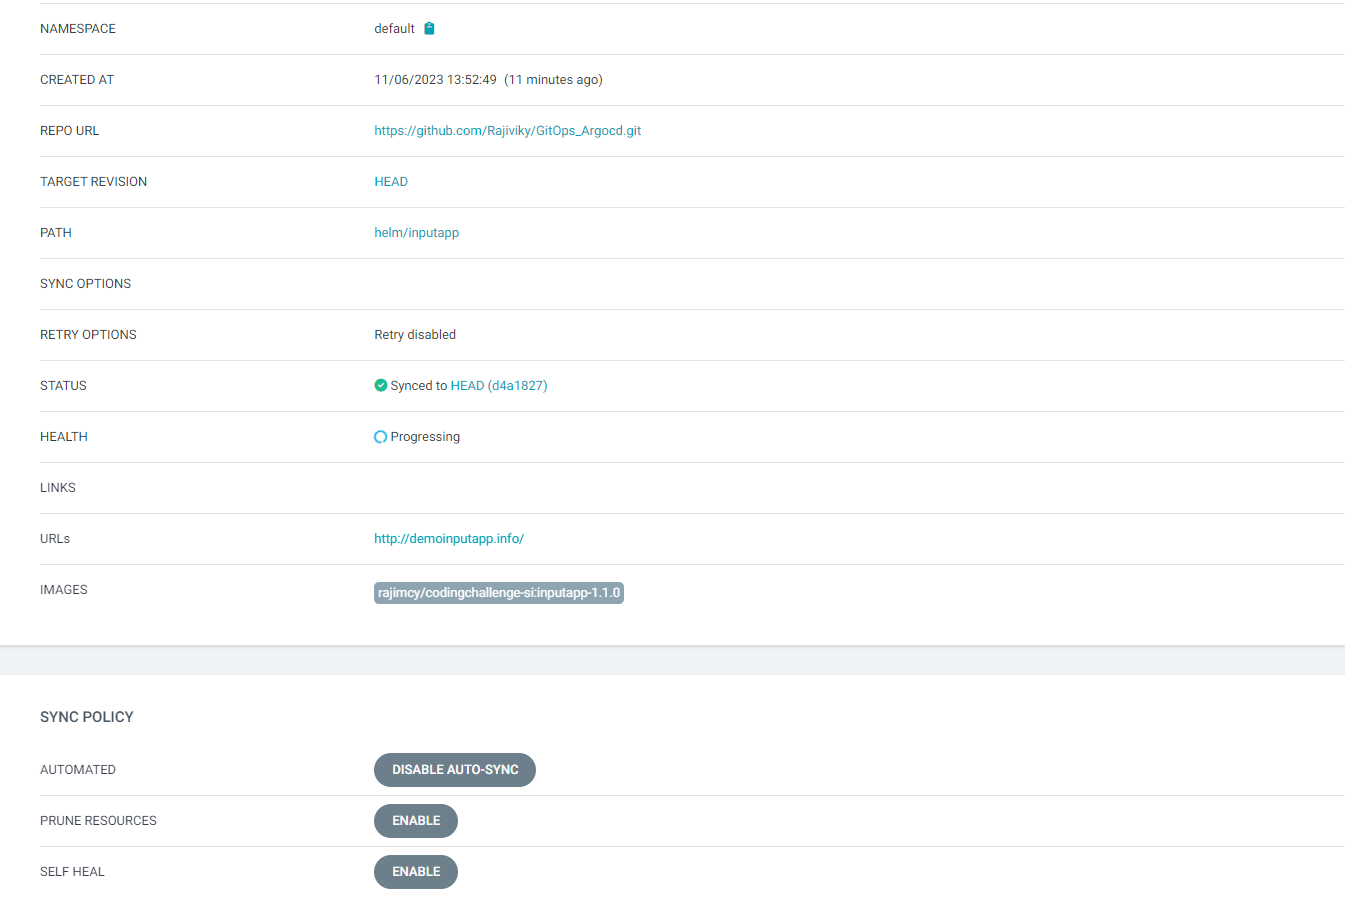 NAMESPACE default
CREATED AT 11/06/2023 13:52:49 (11 minutes ago)
REPO URL https://github.com/Rajiviky/GitOps_Argocd.git
TARGET REVISION HEAD
PATH helm/inputapp
SYNC OPTIONS
RETRY OPTIONS Retry disabled
STATUS Synced to HEAD (d4a1827)
HEALTH Progressing
LINKS
URLs http://demoinputapp.info/
IMAGES rajimcy/codingchallenge-si:inputapp-1.1.0
SYNC POLICY
AUTOMATED DISABLE AUTO-SYNC
PRUNE RESOURCES ENABLE
SELF HEAL ENABLE